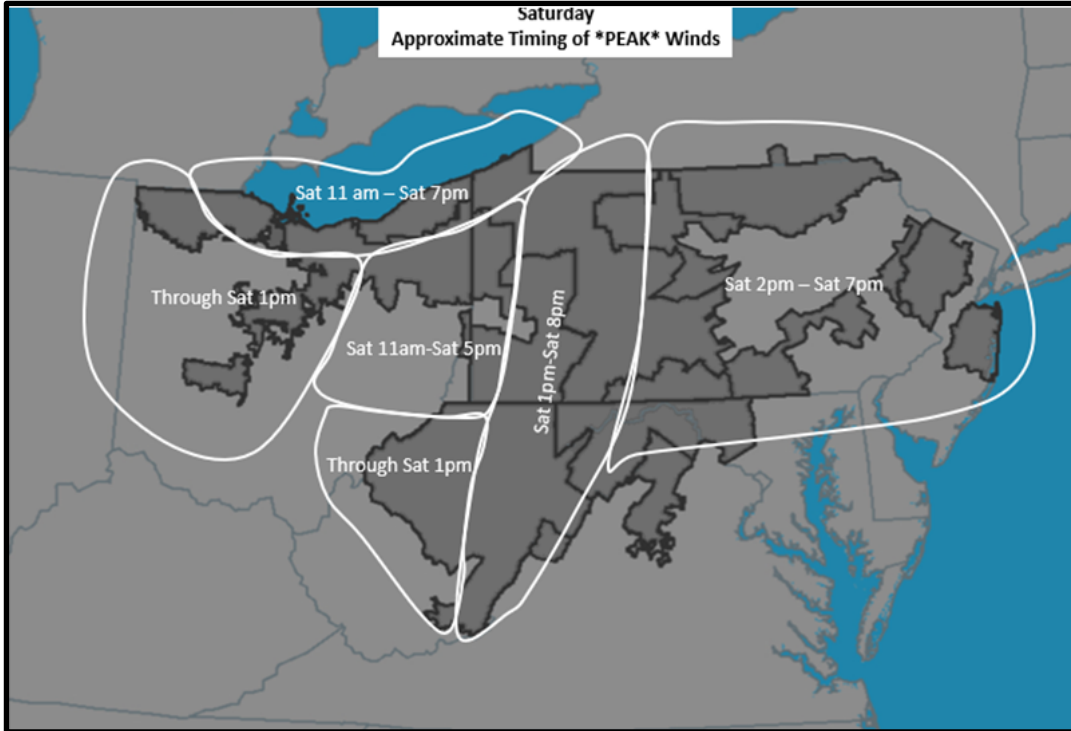 Saturday
Approximate Timing of *PEAK* Winds
Sat 11 am – Sat 7pm
Through Sat 1pm
Sat 2pm – Sat 7pm
Sat 11am-Sat 5pm
Sat 1pm-Sat 8pm
Through Sat 1pm